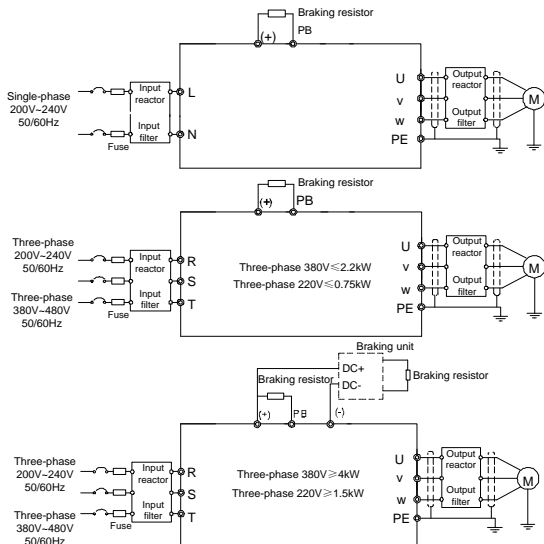 Braking resistor
(+)
PB
Single-phase
200V~240V
50/60Hz
Input
reactor
Input
filter
Fuse
L
N
U
v
w
PE
Output
reactor
Output
filter
M
Braking resistor
(+)
PB
Three-phase
200V~240V
50/60Hz
Three-phase
380V~480V
50/60Hz
Input
reactor
Input
filter
Fuse
R
S
T
Three-phase 380V≤2.2kW
Three-phase 220V≤0.75kW
U
v
w
PE
Output
reactor
Output
filter
M
Braking unit
DC+
DC-
Braking resistor
Braking resistor
(+)
PB
(-)
Three-phase
200V~240V
50/60Hz
Three-phase
380V~480V
50/60Hz
Input
reactor
Input
filter
Fuse
R
S
T
Three-phase 380V≥4kW
Three-phase 220V≥1.5kW
U
v
w
PE
Output
reactor
Output
filter
M